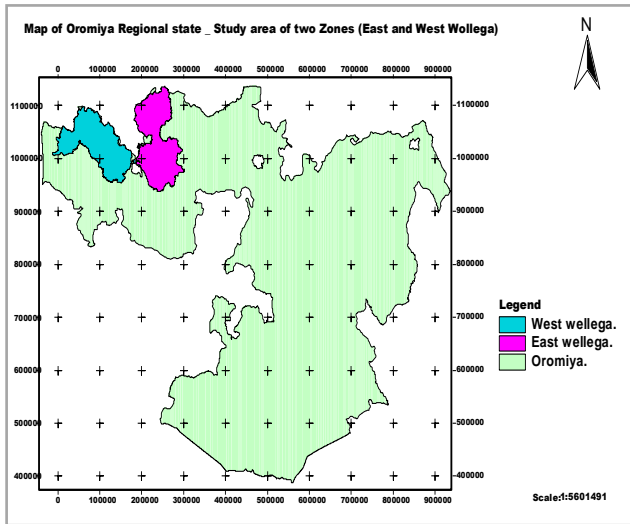 Map of Oromiya Regional state _ Study area of two Zones (East and West Wollega)
N
0 100000 200000 300000 400000 500000 600000 700000 800000 900000
1100000 1100000
1000000 1000000
900000 900000
800000 800000
700000 700000
600000 600000
500000 500000
400000 400000
0 100000 200000 300000 400000 500000 600000 700000 800000 900000
Legend
West wellega.
East wellega.
Oromiya.
Scale:1:5601491